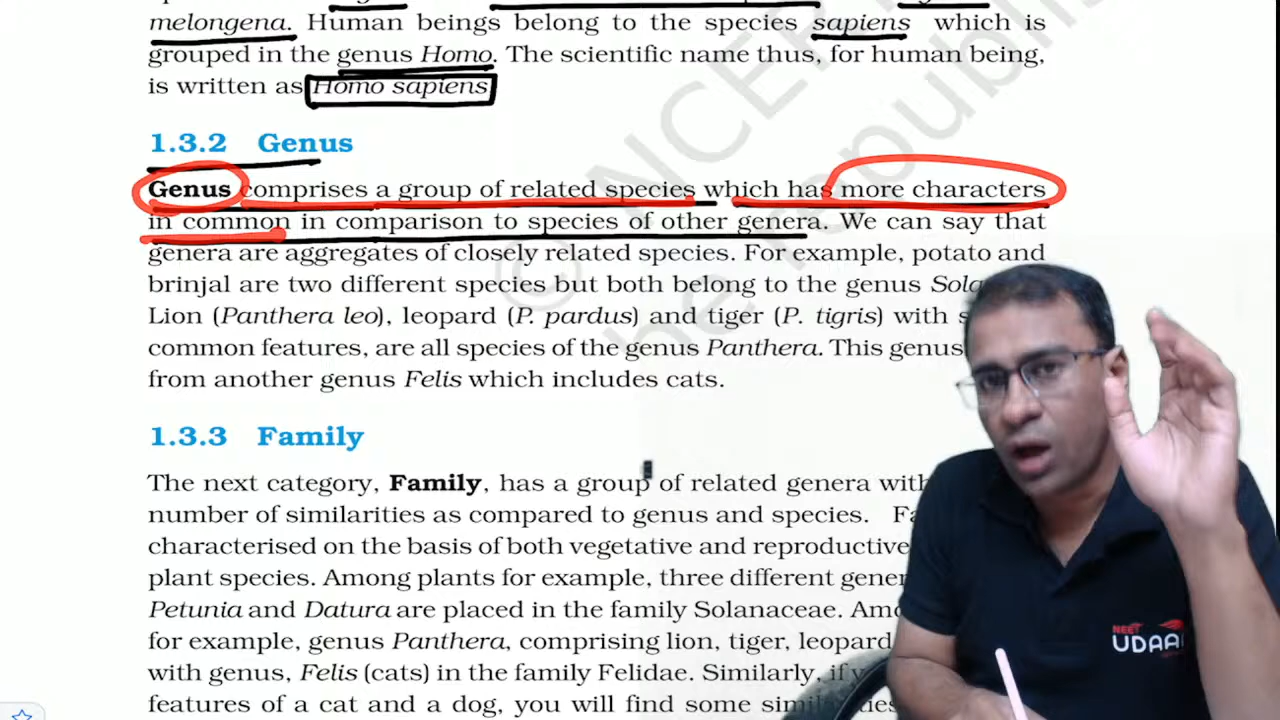 melongena. Human beings belong to the species sapiens which is
grouped in the genus Homo. The scientific name thus, for human being,
is written as Homo sapiens
1.3.2 Genus
Genus comprises a group of related species which has more characters
in common in comparison to species of other genera. We can say that
genera are aggregates of closely related species. For example, potato and
brinjal are two different species but both belong to the genus
Lion (Panthera leo), leopard (P. pardus) and tiger (P. tigris) with
common features, are all species of the genus Panthera. This genus
from another genus Felis which includes cats.
1.3.3 Family
The next category, Family, has a group of related genera with
number of similarities as compared to genus and species.
characterised on the basis of both vegetative and reproductive
plant species. Among plants for example, three different
Petunia and Datura are placed in the family Solanaceae.
for example, genus Panthera, comprising lion, tiger, leopard
with genus, Felis (cats) in the family Felidae. Similarly, if
features of a cat and a dog, you will find some
© NCERT
he republi
NEET
UDAA